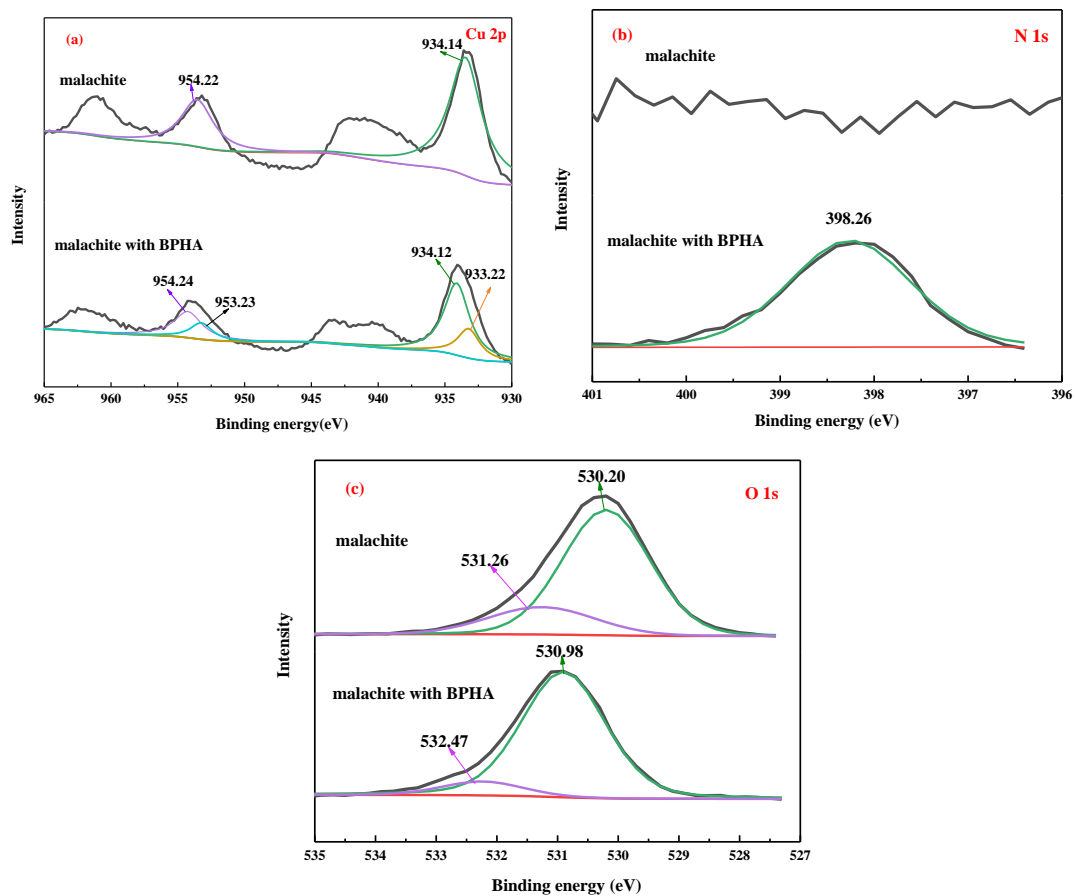 (a)
Cu 2p
934.14
malachite
954.22
Intensity
malachite with BPHA
934.12
933.22
954.24
953.23
965 960 955 950 945 940 935 930
Binding energy(eV)
(b)
N 1s
malachite
Intensity
398.26
malachite with BPHA
401 400 399 398 397 396
Binding energy (eV)
(c)
530.20
O 1s
malachite
531.26
Intensity
530.98
malachite with BPHA
532.47
535 534 533 532 531 530 529 528 527
Binding energy (eV)